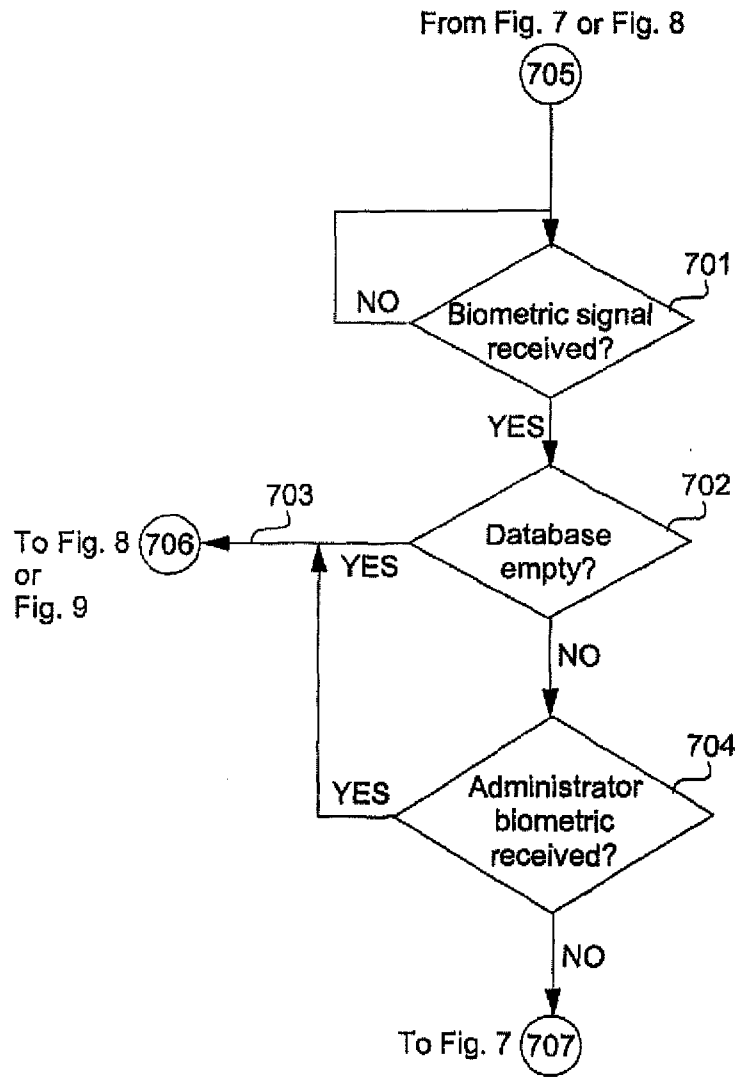 From Fig. 7 or Fig. 8
705
701
NO
Biometric signal
received?
YES
703
702
To Fig. 8
706
or
Fig. 9
YES
Database
empty?
NO
704
YES
Administrator
biometric
received?
NO
To Fig. 7
707